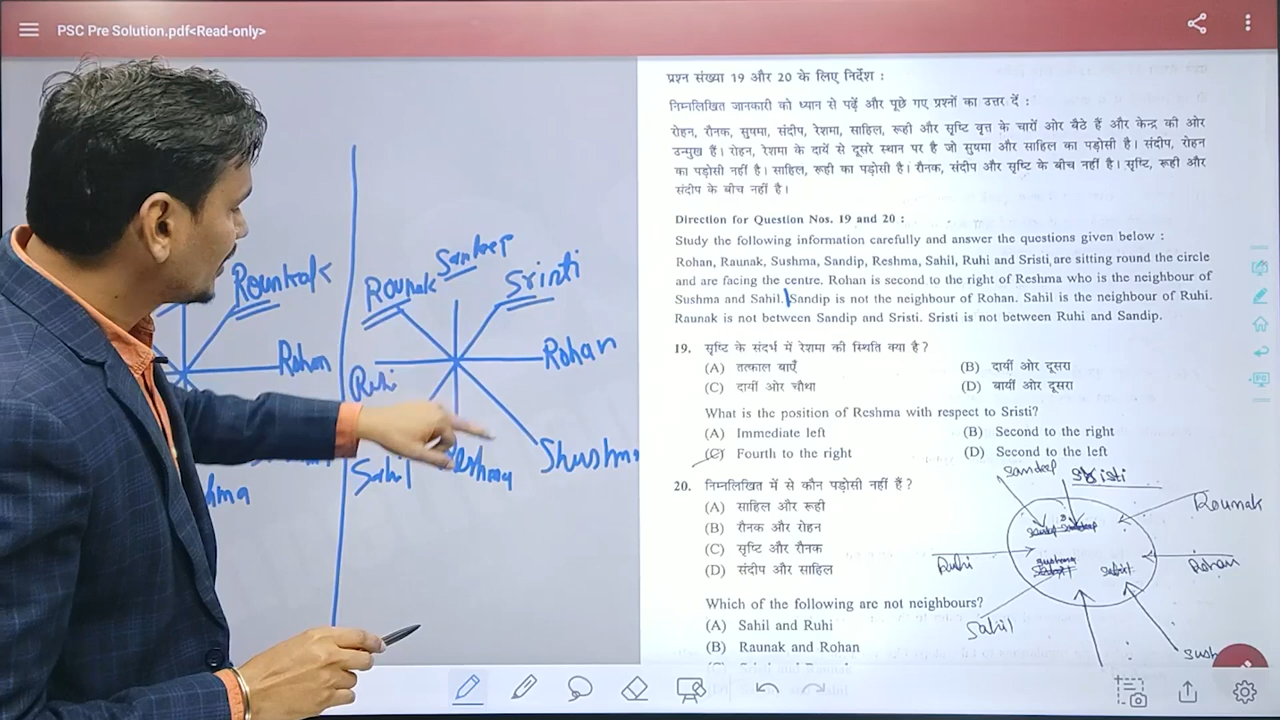 PSC Pre Solution.pdf<Read-only>
प्रश्न संख्या 19 और 20 के लिए निर्देश :
निम्नलिखित जानकारी को ध्यान से पढ़ें और पूछे गए प्रश्नों का उत्तर दें :
रोहन, रौनक, सुषमा, संदीप, रेशमा, साहिल, रूही और सृष्टि वृत्त के चारों ओर बैठे हैं और केन्द्र की ओर
उन्मुख हैं। रोहन, रेशमा के दायें से दूसरे स्थान पर है जो सुषमा और साहिल का पड़ोसी है। संदीप, रोहन
का पड़ोसी नहीं है। साहिल, रूही का पड़ोसी है। रौनक, संदीप और सृष्टि के बीच नहीं है। सृष्टि, रूही और
संदीप के बीच नहीं है।
Direction for Question Nos. 19 and 20 :
Study the following information carefully and answer the questions given below :
Rohan, Raunak, Sushma, Sandip, Reshma, Sahil, Ruhi and Sristi are sitting round the circle
and are facing the centre. Rohan is second to the right of Reshma who is the neighbour of
Sushma and Sahil. Sandip is not the neighbour of Rohan. Sahil is the neighbour of Ruhi.
Raunak is not between Sandip and Sristi. Sristi is not between Ruhi and Sandip.
19. सृष्टि के संदर्भ में रेशमा की स्थिति क्या है?
(A) तत्काल बाएँ (B) दायीं ओर दूसरा
(C) दायीं ओर चौथा (D) बायीं ओर दूसरा
What is the position of Reshma with respect to Sristi?
(A) Immediate left (B) Second to the right
(C) Fourth to the right (D) Second to the left
20. निम्नलिखित में से कौन पड़ोसी नहीं हैं?
(A) साहिल और रूही
(B) रौनक और रोहन
(C) सृष्टि और रौनक
(D) संदीप और साहिल
Which of the following are not neighbours?
(A) Sahil and Ruhi
(B) Raunak and Rohan
Rounak
Rohan
hma
Sandeep
Rounak
Sristi
Rohan
Ruhi
Sahil
Shushma
Sandeep
Sristi
Rounak
Ruhi
Rohan
Sahil
sush